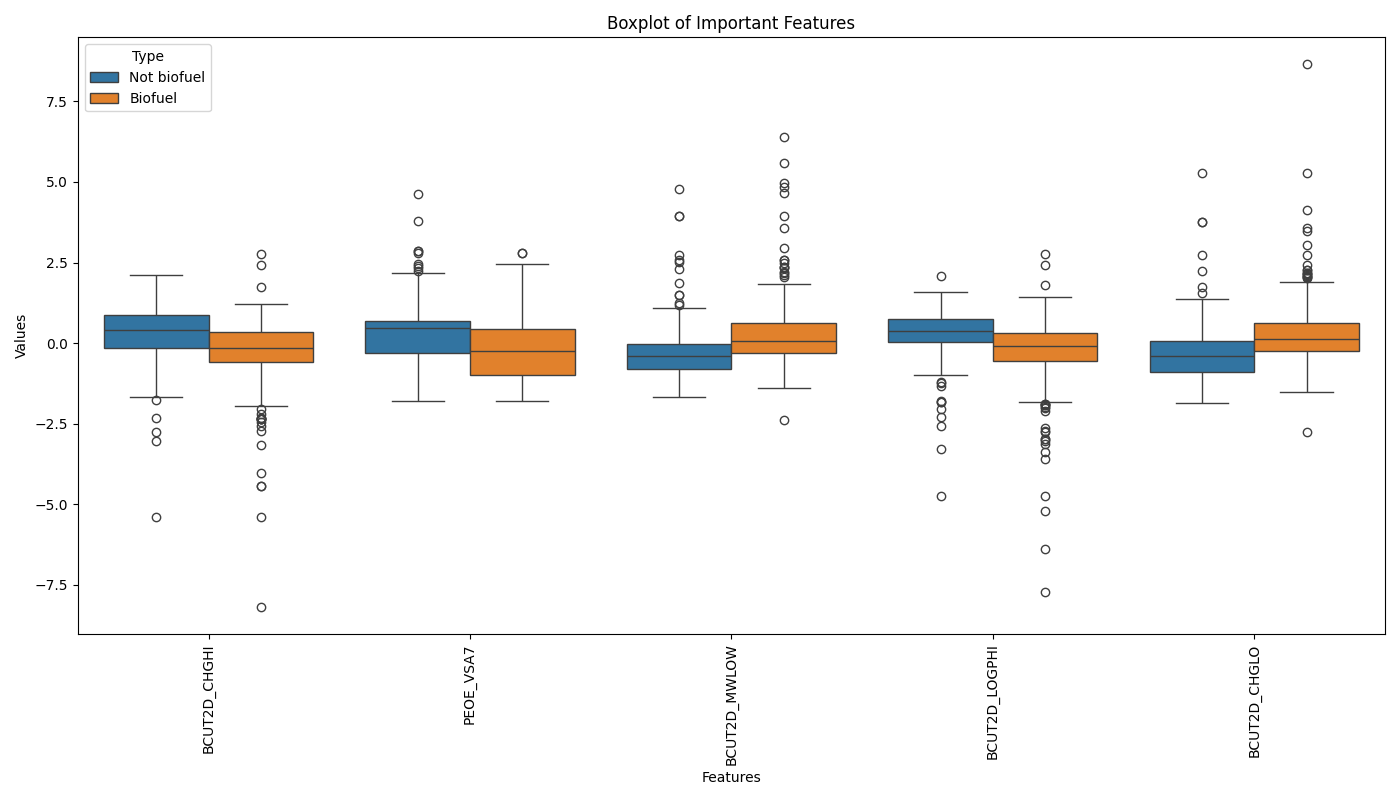 Boxplot of Important Features
Type
Not biofuel
Biofuel
Values
7.5
5.0
2.5
0.0
−2.5
−5.0
−7.5
BCUT2D_CHGHI
PEOE_VSA7
BCUT2D_MWLOW
BCUT2D_LOGPHI
BCUT2D_CHGLO
Features